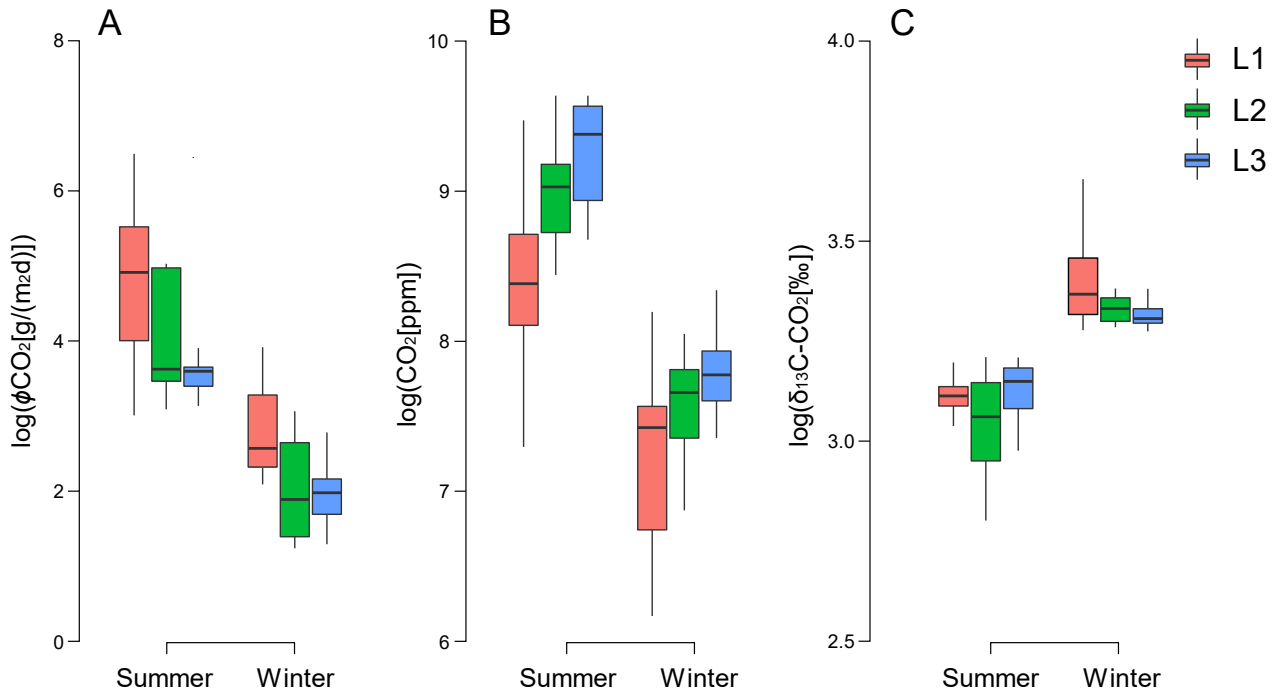 A
8
6
4
2
0
log(ϕCO₂[g/(m₂d)])
Summer Winter
B
10
9
8
7
6
log(CO₂[ppm])
Summer Winter
C
4.0
3.5
3.0
2.5
log(δ₁₃C-CO₂[‰])
Summer Winter
L1
L2
L3